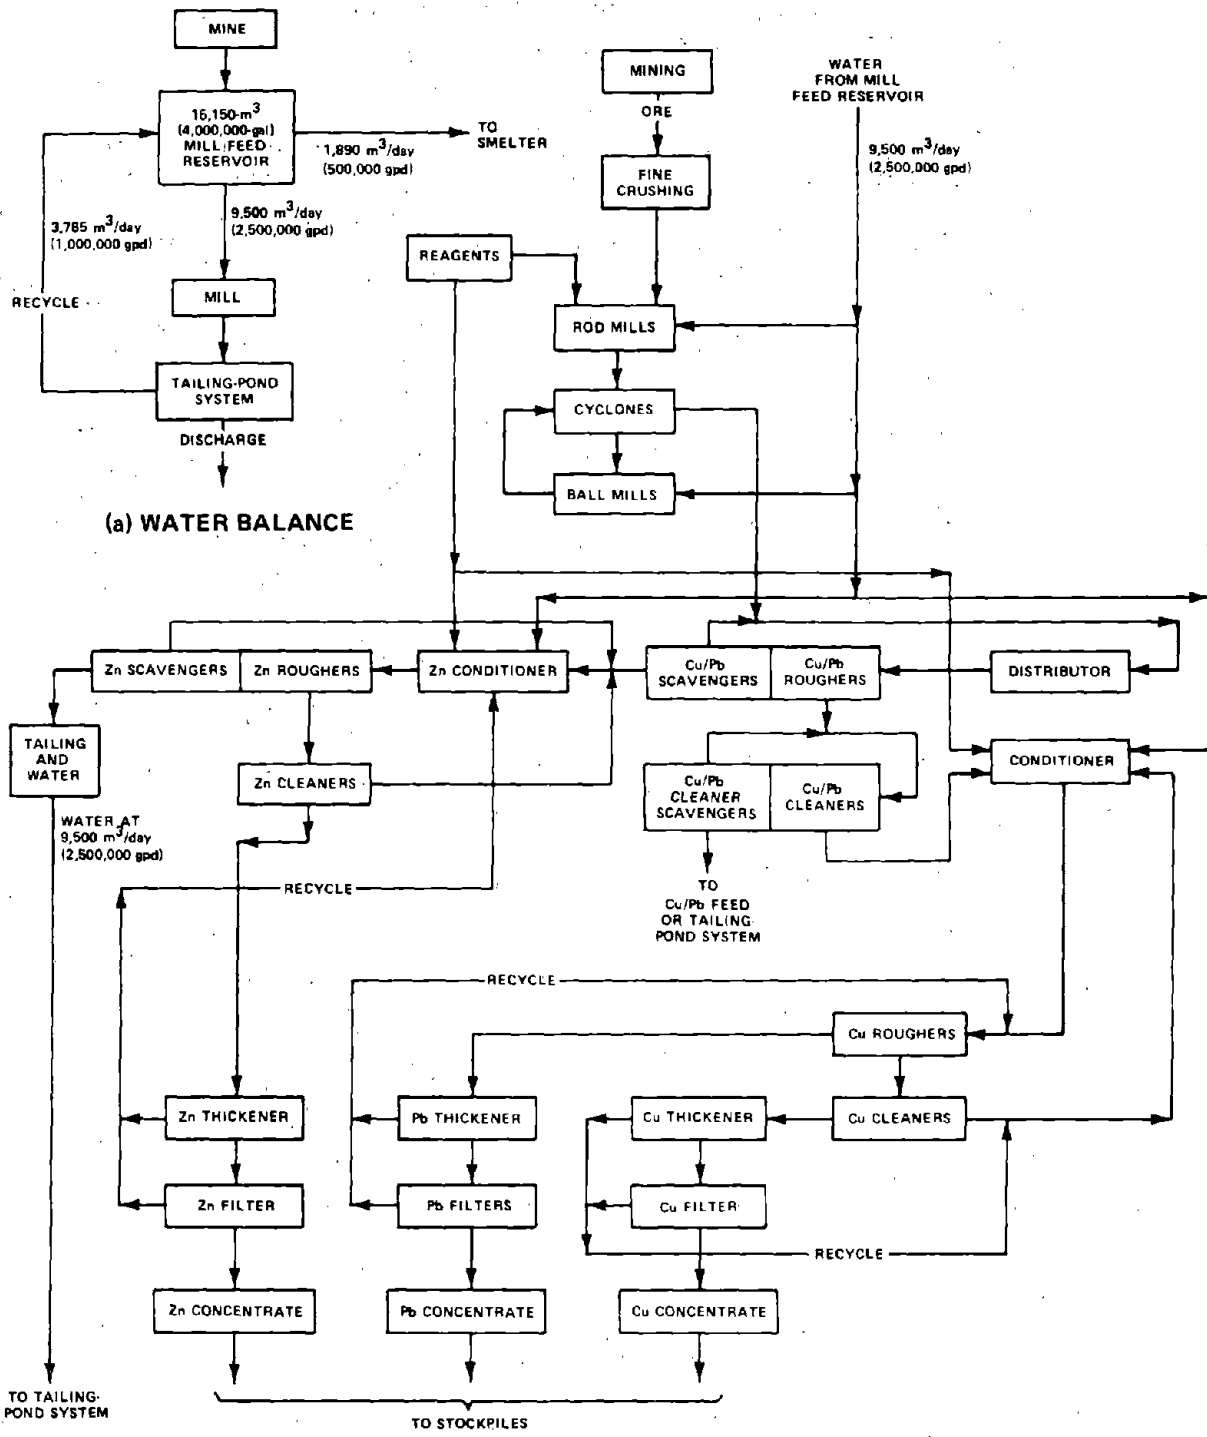 MINE
15,150-m3
(4,000,000-gal)
MILL FEED
RESERVOIR
TO
SMELTER
1,890 m3/day
(500,000 gpd)
3,785 m3/day
(1,000,000 gpd)
9,500 m3/day
(2,500,000 gpd)
RECYCLE
MILL
TAILING-POND
SYSTEM
DISCHARGE
(a) WATER BALANCE
MINING
ORE
FINE
CRUSHING
WATER
FROM MILL
FEED RESERVOIR
9,500 m3/day
(2,500,000 gpd)
REAGENTS
ROD MILLS
CYCLONES
BALL MILLS
Zn SCAVENGERS
Zn ROUGHERS
Zn CONDITIONER
Cu/Pb
SCAVENGERS
Cu/Pb
ROUGHERS
DISTRIBUTOR
TAILING
AND
WATER
Zn CLEANERS
Cu/Pb
CLEANER
SCAVENGERS
Cu/Pb
CLEANERS
CONDITIONER
WATER AT
9,500 m3/day
(2,500,000 gpd)
RECYCLE
TO
Cu/Pb FEED
OR TAILING-
POND SYSTEM
RECYCLE
Cu ROUGHERS
Zn THICKENER
Pb THICKENER
Cu THICKENER
Cu CLEANERS
Zn FILTER
Pb FILTERS
Cu FILTER
RECYCLE
Zn CONCENTRATE
Pb CONCENTRATE
Cu CONCENTRATE
TO TAILING-
POND SYSTEM
TO STOCKPILES